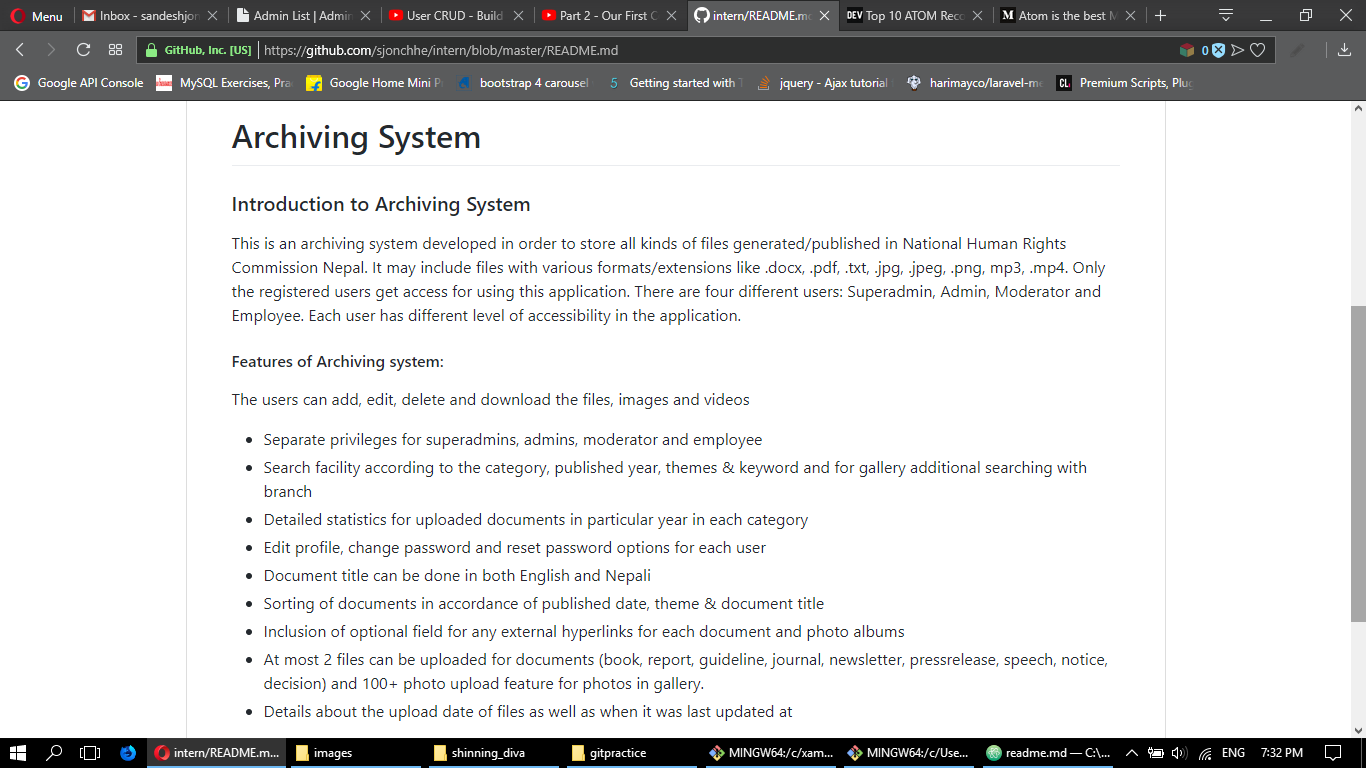 Menu
Inbox - sandeshjon
Admin List | Admin
User CRUD - Build
Part 2 - Our First C
intern/README.m
DEV Top 10 ATOM Reco
M Atom is the best M
GitHub, Inc. [US] https://github.com/sjonchhe/intern/blob/master/README.md
0
Google API Console
MySQL Exercises, Pra
Google Home Mini P
bootstrap 4 carousel
5 Getting started with T
jquery - Ajax tutorial
harimayco/laravel-me
CL Premium Scripts, Plug
Archiving System
Introduction to Archiving System
This is an archiving system developed in order to store all kinds of files generated/published in National Human Rights
Commission Nepal. It may include files with various formats/extensions like .docx, .pdf, .txt, .jpg, .jpeg, .png, mp3, .mp4. Only
the registered users get access for using this application. There are four different users: Superadmin, Admin, Moderator and
Employee. Each user has different level of accessibility in the application.
Features of Archiving system:
The users can add, edit, delete and download the files, images and videos
• Separate privileges for superadmins, admins, moderator and employee
• Search facility according to the category, published year, themes & keyword and for gallery additional searching with
branch
• Detailed statistics for uploaded documents in particular year in each category
• Edit profile, change password and reset password options for each user
• Document title can be done in both English and Nepali
• Sorting of documents in accordance of published date, theme & document title
• Inclusion of optional field for any external hyperlinks for each document and photo albums
• At most 2 files can be uploaded for documents (book, report, guideline, journal, newsletter, pressrelease, speech, notice,
decision) and 100+ photo upload feature for photos in gallery.
• Details about the upload date of files as well as when it was last updated at
intern/README.m...
images
shinning_diva
gitpractice
MINGW64:/c/xam...
MINGW64:/c/Use...
readme.md — C:\...
ENG
7:32 PM